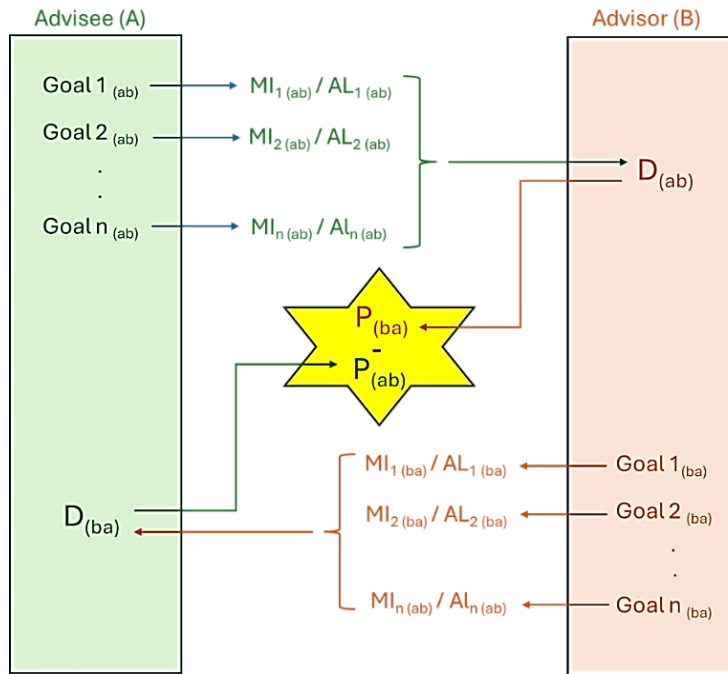 Advisee (A)
Advisor (B)
Goal 1 (ab)
MI1 (ab) / AL1 (ab)
Goal 2 (ab)
MI2 (ab) / AL2 (ab)
.
.
Goal n (ab)
MIn (ab) / Aln (ab)
D(ab)
P(ba)
-
P(ab)
MI1 (ba) / AL1 (ba)
Goal 1(ba)
MI2 (ba) / AL2 (ba)
Goal 2 (ba)
D(ba)
.
.
MIn (ab) / Aln (ab)
Goal n (ba)